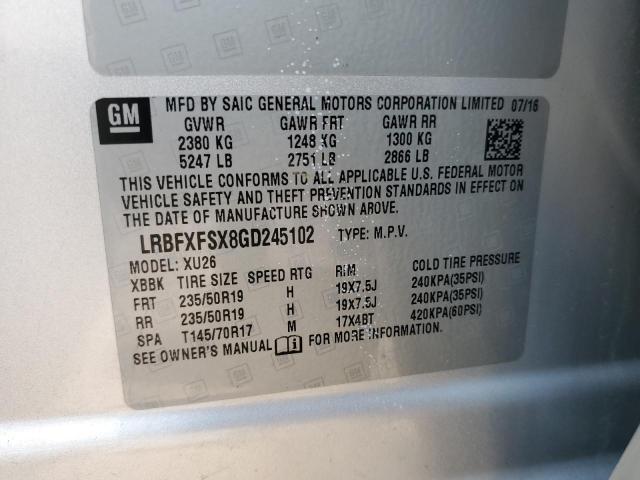 GM
MFD BY SAIC GENERAL MOTORS CORPORATION LIMITED 07/16
GVWR GAWR FRT GAWR RR
2380 KG 1248 KG 1300 KG
5247 LB 2751 LB 2866 LB
THIS VEHICLE CONFORMS TO ALL APPLICABLE U.S. FEDERAL MOTOR
VEHICLE SAFETY AND THEFT PREVENTION STANDARDS IN EFFECT ON
THE DATE OF MANUFACTURE SHOWN ABOVE.
LRBFXFSX8GD245102 TYPE: M.P.V.
MODEL: XU26
XBBK TIRE SIZE SPEED RTG RIM COLD TIRE PRESSURE
FRT 235/50R19 H 19X7.5J 240KPA(35PSI)
RR 235/50R19 H 19X7.5J 240KPA(35PSI)
SPA T145/70R17 M 17X4BT 420KPA(60PSI)
SEE OWNER'S MANUAL FOR MORE INFORMATION.